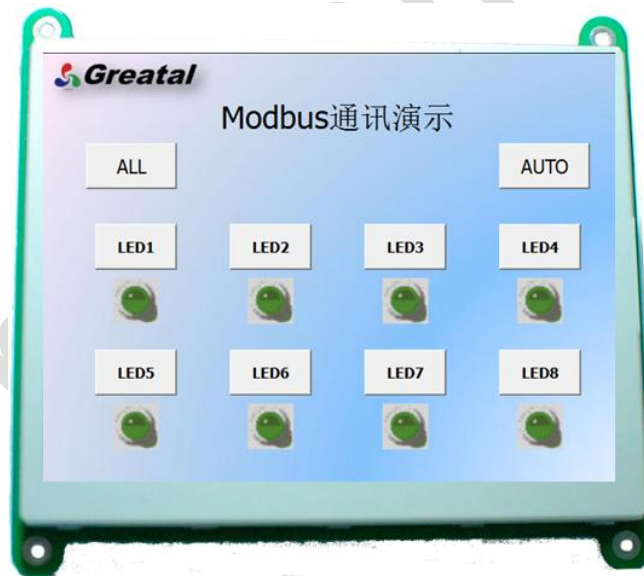 Greatal
Modbus通讯演示
ALL AUTO
LED1 LED2 LED3 LED4
LED5 LED6 LED7 LED8